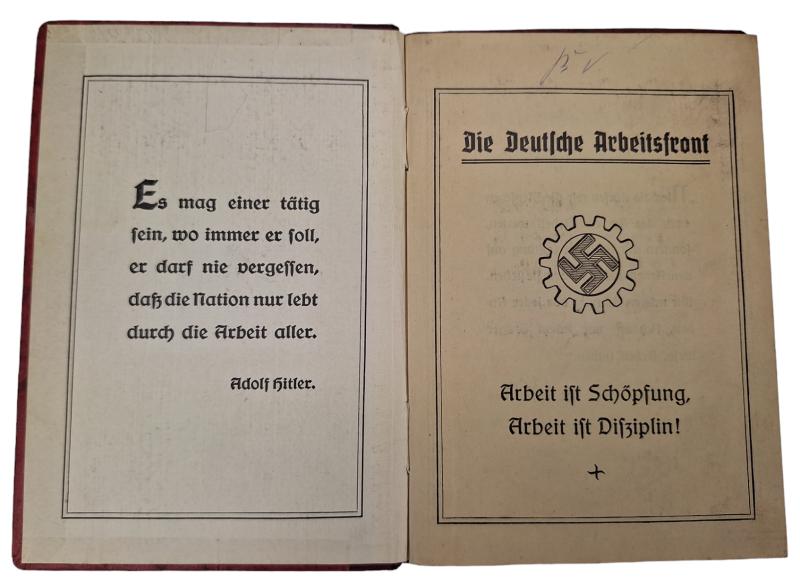 Es mag einer tätig
sein, wo immer er soll,
er darf nie vergessen,
daß die Nation nur lebt
durch die Arbeit aller.
Adolf Hitler.
Die Deutsche Arbeitsfront
Arbeit ist Schöpfung,
Arbeit ist Disziplin!